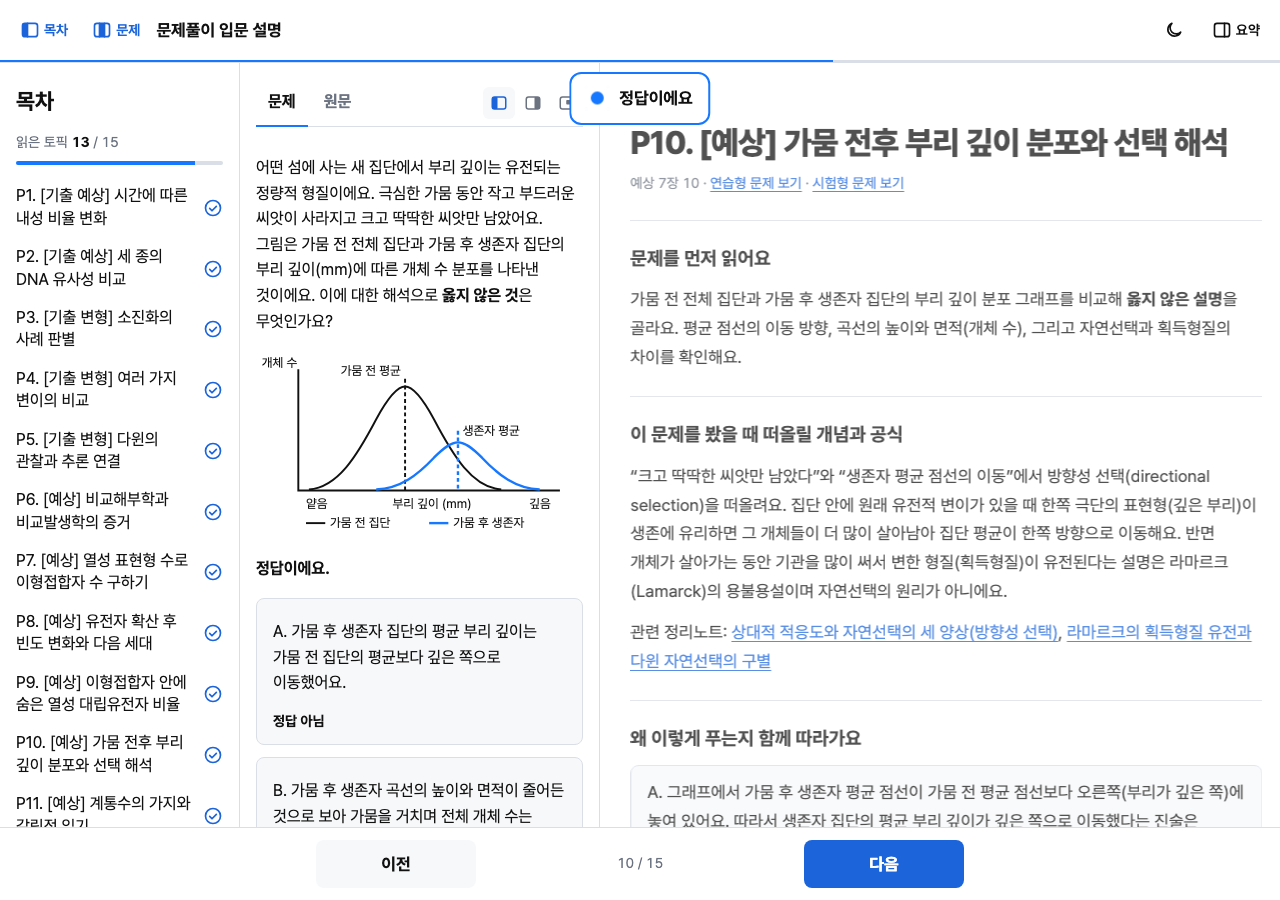 목차
문제
문제풀이 입문 설명
요약
목차
읽은 토픽 13 / 15
P1. [기출 예상] 시간에 따른
내성 비율 변화
P2. [기출 예상] 세 종의
DNA 유사성 비교
P3. [기출 변형] 소진화의
사례 판별
P4. [기출 변형] 여러 가지
변이의 비교
P5. [기출 변형] 다윈의
관찰과 추론 연결
P6. [예상] 비교해부학과
비교발생학의 증거
P7. [예상] 열성 표현형 수로
이형접합자 수 구하기
P8. [예상] 유전자 확산 후
빈도 변화와 다음 세대
P9. [예상] 이형접합자 안에
숨은 열성 대립유전자 비율
P10. [예상] 가뭄 전후 부리
깊이 분포와 선택 해석
P11. [예상] 계통수의 가지와
문제
원문
정답이에요
어떤 섬에 사는 새 집단에서 부리 깊이는 유전되는
정량적 형질이에요. 극심한 가뭄 동안 작고 부드러운
씨앗이 사라지고 크고 딱딱한 씨앗만 남았어요.
그림은 가뭄 전 전체 집단과 가뭄 후 생존자 집단의
부리 깊이(mm)에 따른 개체 수 분포를 나타낸
것이에요. 이에 대한 해석으로 옳지 않은 것은
무엇인가요?
개체 수
가뭄 전 평균
생존자 평균
얕음
부리 깊이 (mm)
깊음
가뭄 전 집단
가뭄 후 생존자
정답이에요.
A. 가뭄 후 생존자 집단의 평균 부리 깊이는
가뭄 전 집단의 평균보다 깊은 쪽으로
이동했어요.
정답 아님
B. 가뭄 후 생존자 곡선의 높이와 면적이 줄어든
것으로 보아 가뭄을 거치며 전체 개체 수는
P10. [예상] 가뭄 전후 부리 깊이 분포와 선택 해석
예상 7장 10 · 연습형 문제 보기 · 시험형 문제 보기
문제를 먼저 읽어요
가뭄 전 전체 집단과 가뭄 후 생존자 집단의 부리 깊이 분포 그래프를 비교해 옳지 않은 설명을
골라요. 평균 점선의 이동 방향, 곡선의 높이와 면적(개체 수), 그리고 자연선택과 획득형질의
차이를 확인해요.
이 문제를 봤을 때 떠올릴 개념과 공식
“크고 딱딱한 씨앗만 남았다”와 “생존자 평균 점선의 이동”에서 방향성 선택(directional
selection)을 떠올려요. 집단 안에 원래 유전적 변이가 있을 때 한쪽 극단의 표현형(깊은 부리)이
생존에 유리하면 그 개체들이 더 많이 살아남아 집단 평균이 한쪽 방향으로 이동해요. 반면
개체가 살아가는 동안 기관을 많이 써서 변한 형질(획득형질)이 유전된다는 설명은 라마르크
(Lamarck)의 용불용설이며 자연선택의 원리가 아니에요.
관련 정리노트: 상대적 적응도와 자연선택의 세 양상(방향성 선택), 라마르크의 획득형질 유전과
다윈 자연선택의 구별
왜 이렇게 푸는지 함께 따라가요
A. 그래프에서 가뭄 후 생존자 평균 점선이 가뭄 전 평균 점선보다 오른쪽(부리가 깊은 쪽)에
놓여 있어요. 따라서 생존자 집단의 평균 부리 깊이가 깊은 쪽으로 이동했다는 진술은
이전
10 / 15
다음